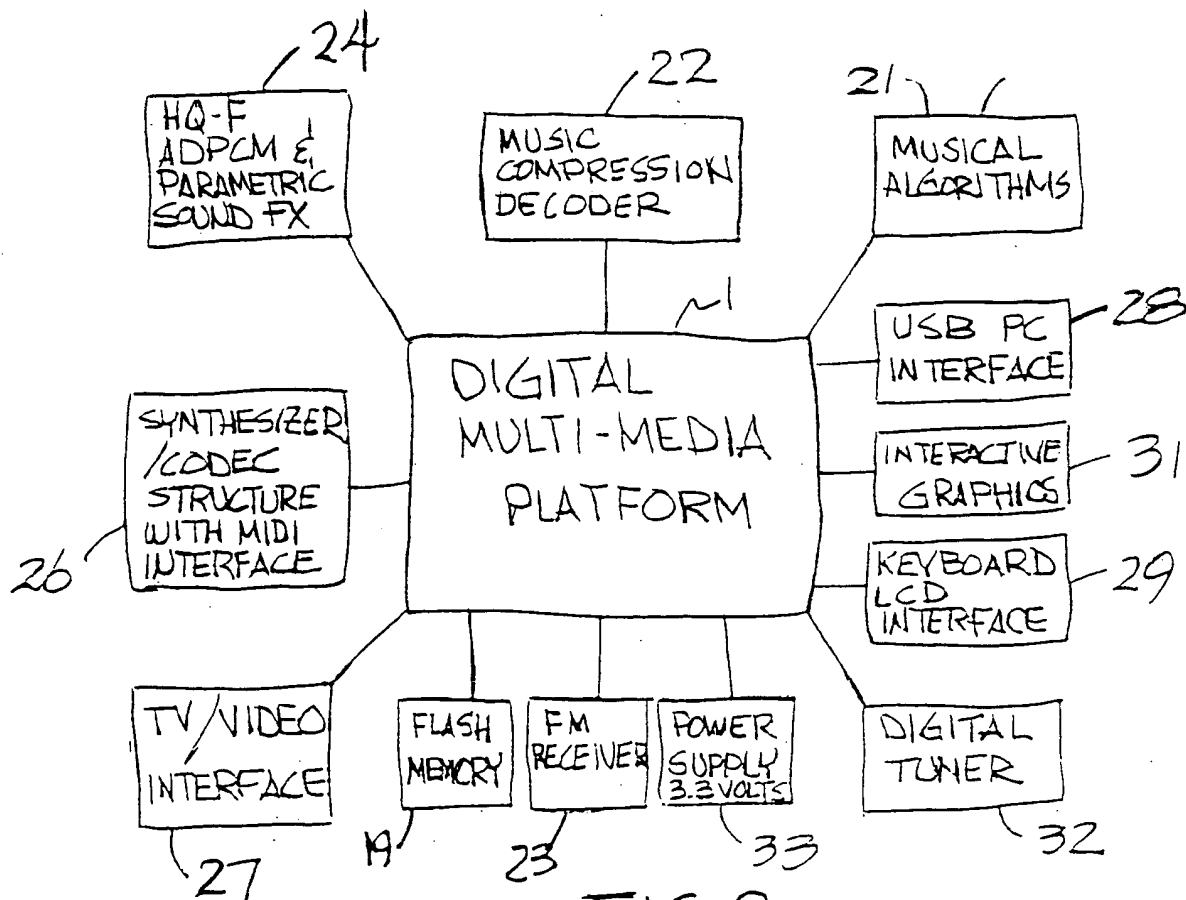 24
HQ-F
ADPCM &
PARAMETRIC
SOUND FX
22
MUSIC
COMPRESSION
DECODER
21
MUSICAL
ALGORITHMS
1
DIGITAL
MULTI-MEDIA
PLATFORM
USB PC
INTERFACE
28
INTERACTIVE
GRAPHICS
31
KEYBOARD
LCD
INTERFACE
29
SYNTHESIZER
/CODEC
STRUCTURE
WITH MIDI
INTERFACE
26
TV/VIDEO
INTERFACE
27
FLASH
MEMORY
19
FM
RECEIVER
23
POWER
SUPPLY
3.3 VOLTS
33
DIGITAL
TUNER
32